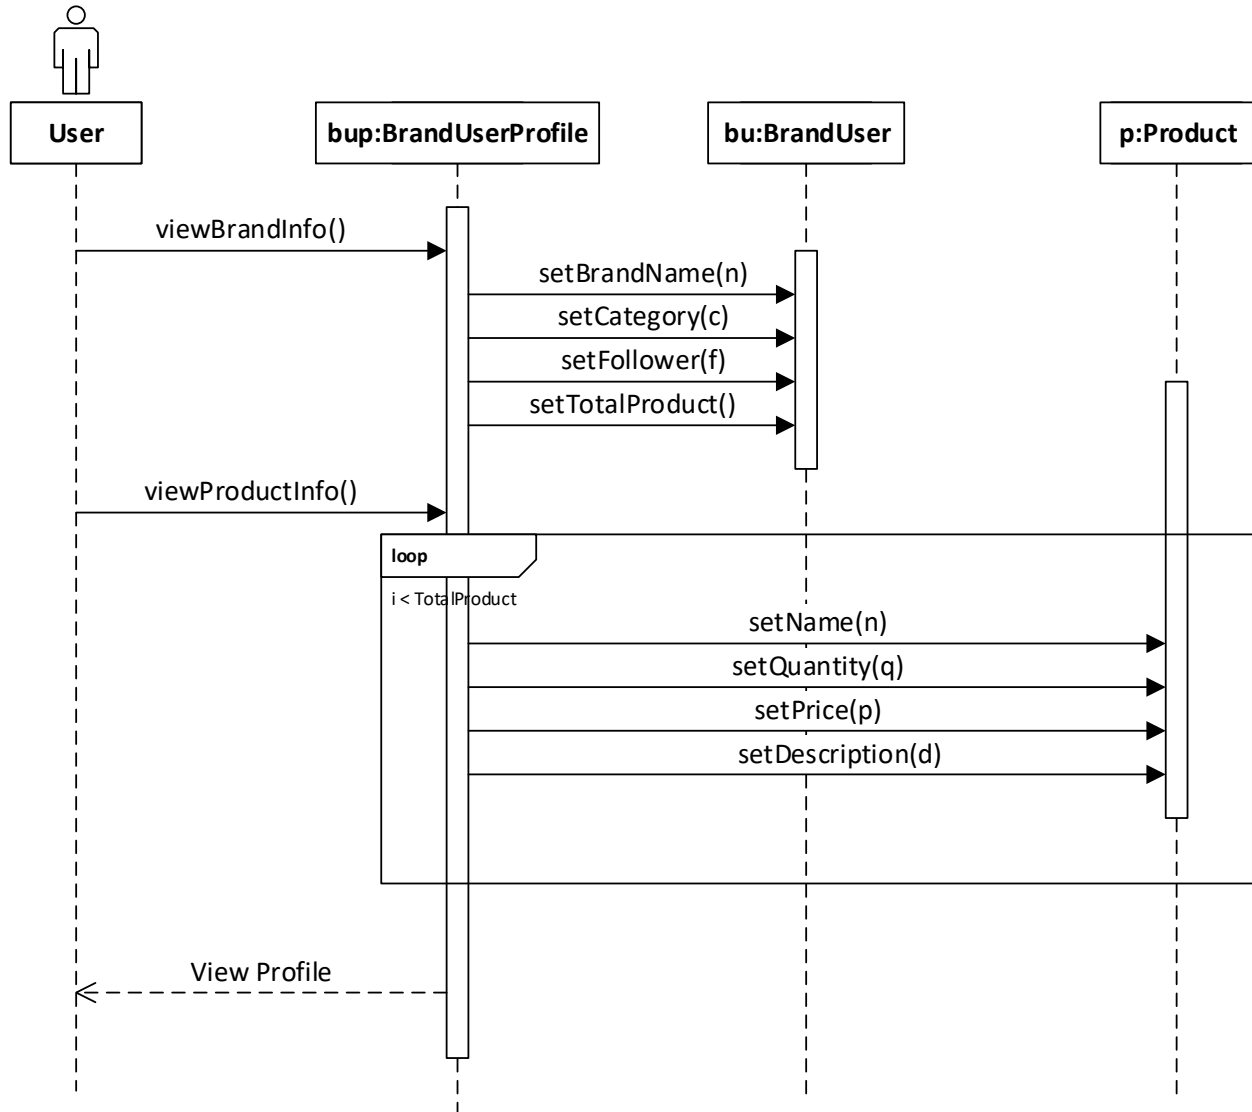 User
bup:BrandUserProfile
bu:BrandUser
p:Product
viewBrandInfo()
setBrandName(n)
setCategory(c)
setFollower(f)
setTotalProduct()
viewProductInfo()
loop
i < TotalProduct
setName(n)
setQuantity(q)
setPrice(p)
setDescription(d)
View Profile